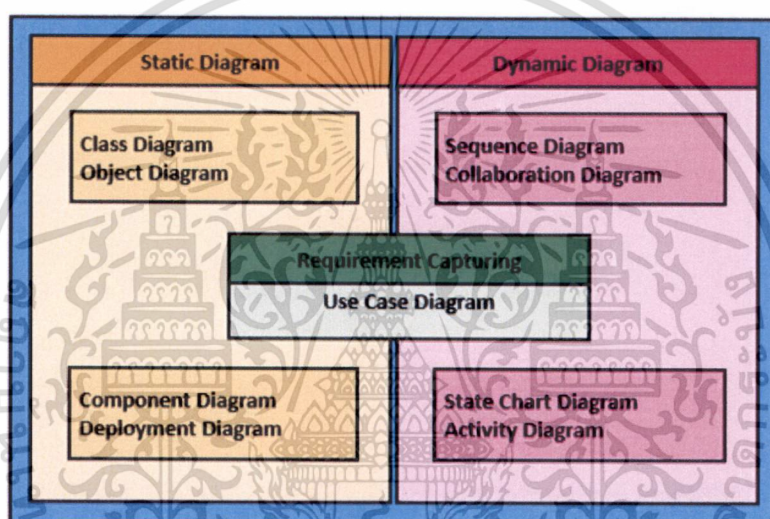 Static Diagram
Dynamic Diagram
Class Diagram
Object Diagram
Sequence Diagram
Collaboration Diagram
Requirement Capturing
Use Case Diagram
Component Diagram
Deployment Diagram
State Chart Diagram
Activity Diagram